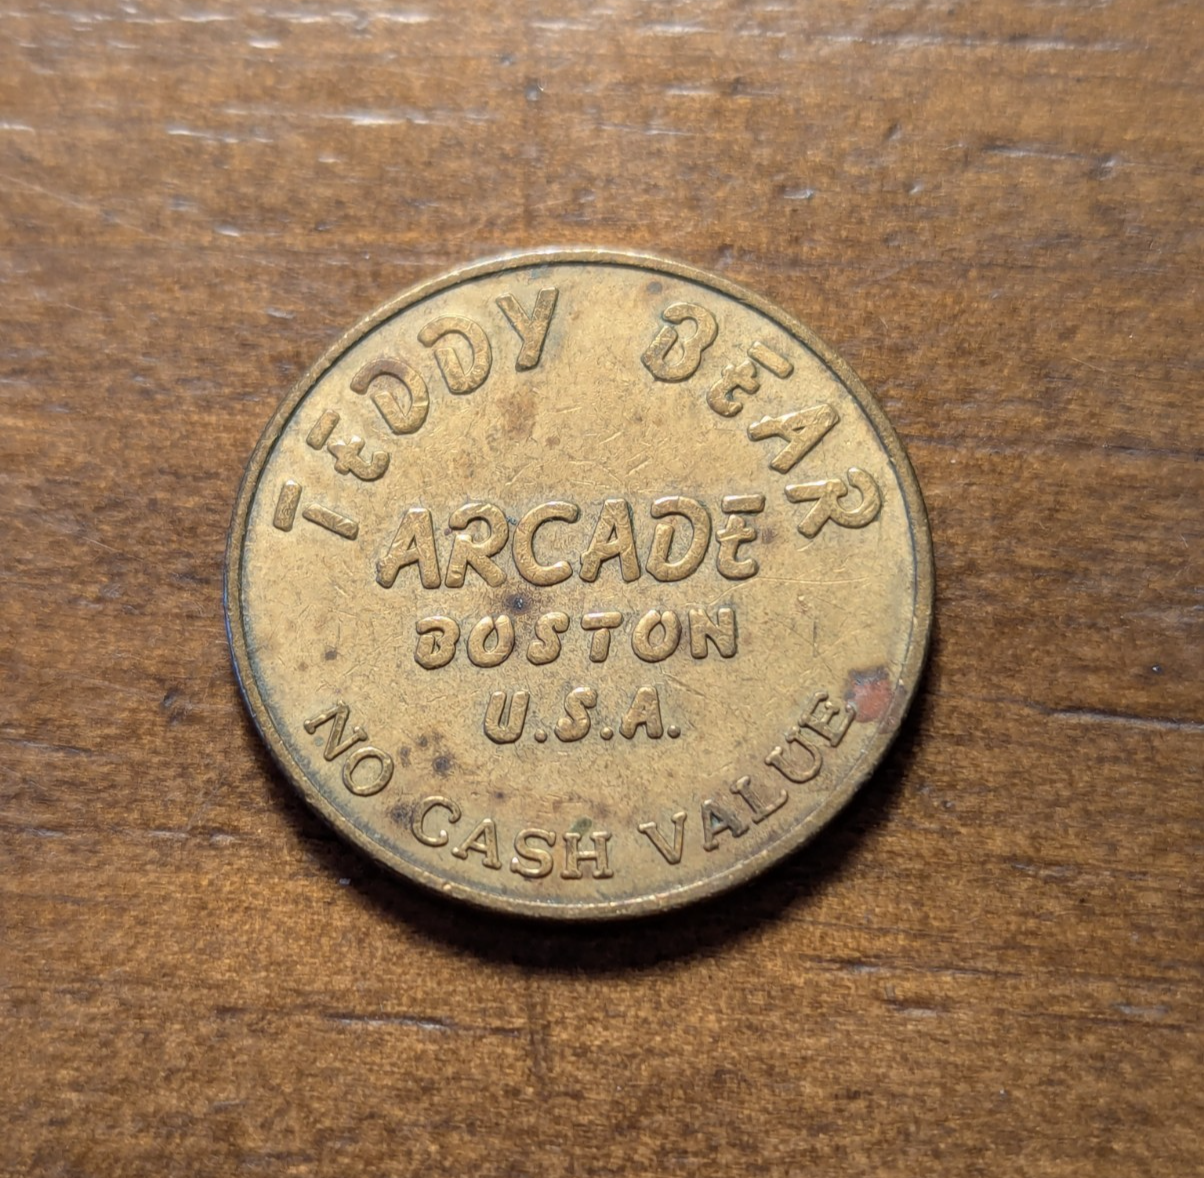 TEDDY BEAR
ARCADE
BOSTON
U.S.A.
NO CASH VALUE